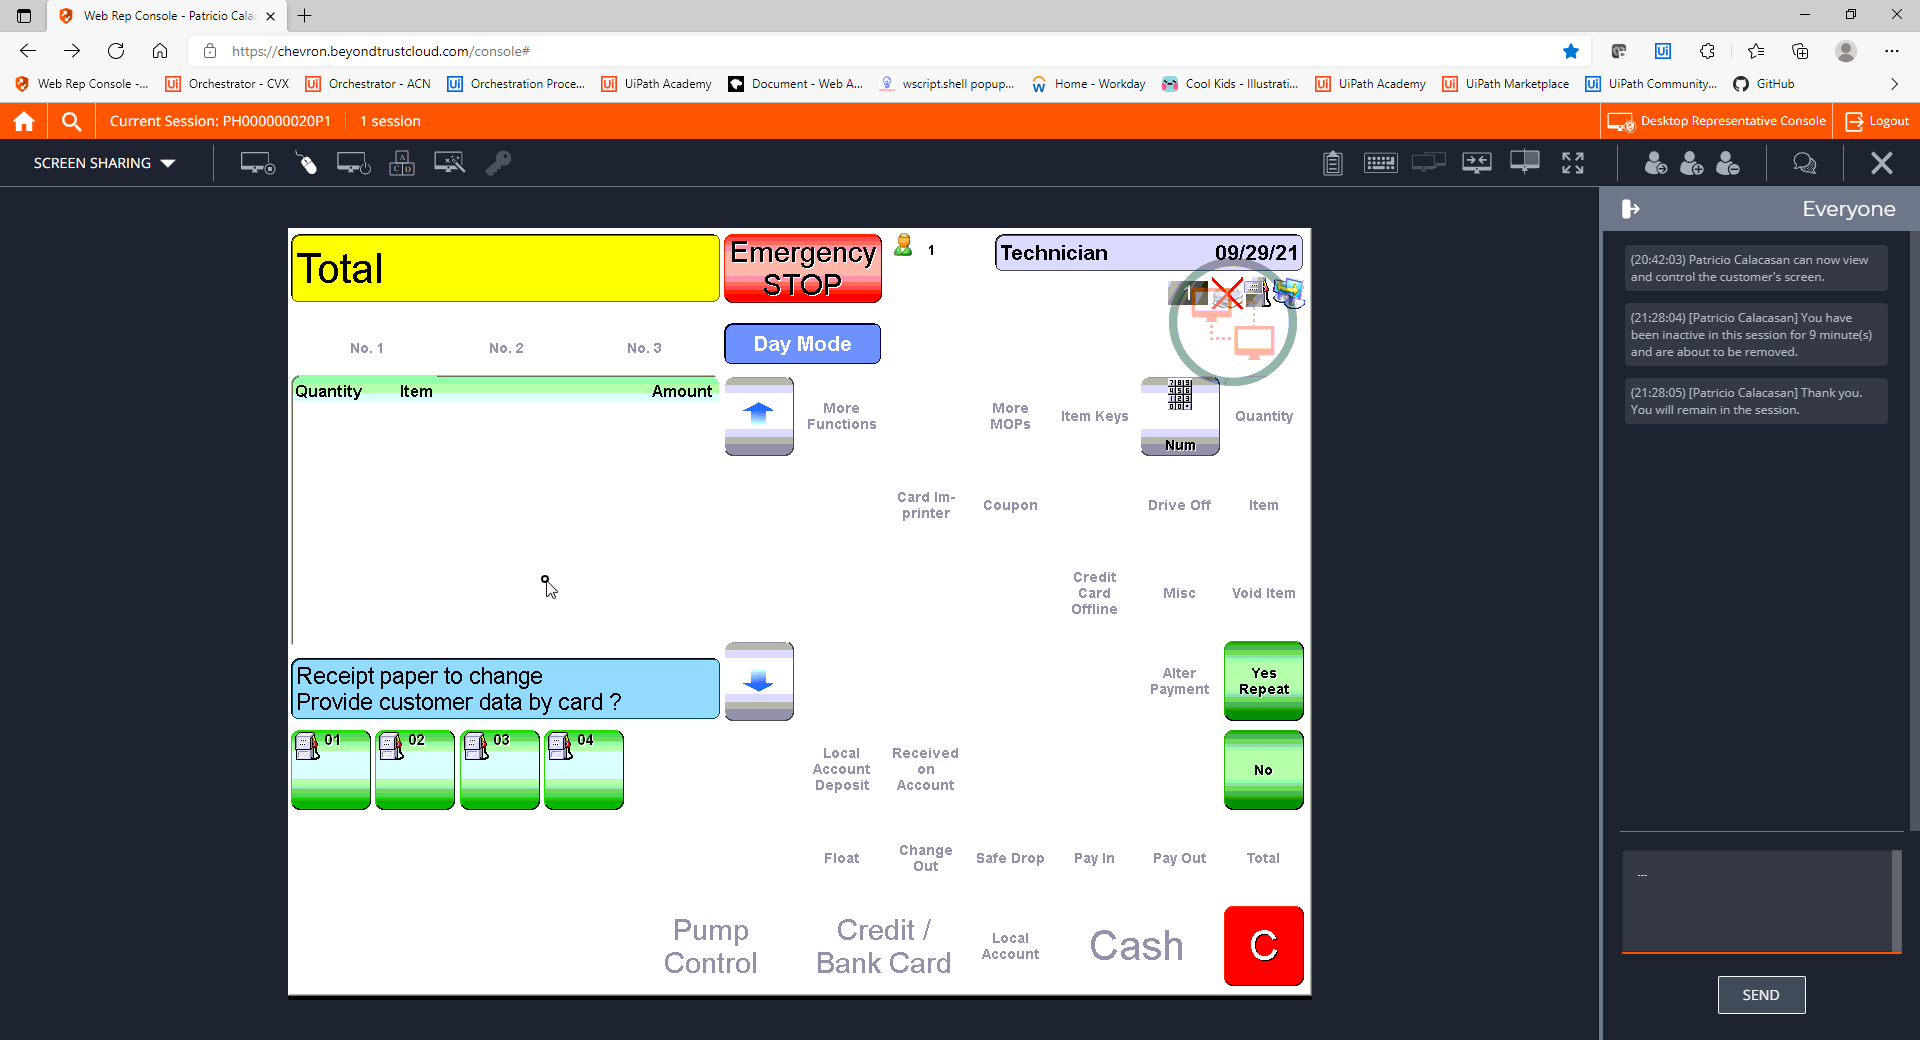 Web Rep Console - Patricio Cala
https://chevron.beyondtrustcloud.com/console#
Web Rep Console -... Orchestrator - CVX Orchestrator - ACN Orchestration Proce... UiPath Academy Document - Web A... wscript.shell popup... Home - Workday Cool Kids - Illustrati... UiPath Academy UiPath Marketplace UiPath Community... GitHub
Current Session: PH000000020P1 1 session Desktop Representative Console Logout
SCREEN SHARING
Everyone
(20:42:03) Patricio Calacasan can now view
and control the customer's screen.
(21:28:04) [Patricio Calacasan] You have
been inactive in this session for 9 minute(s)
and are about to be removed.
(21:28:05) [Patricio Calacasan] Thank you.
You will remain in the session.
...
SEND
Total
Emergency
STOP
1
Technician 09/29/21
1
No. 1 No. 2 No. 3
Day Mode
Quantity Item Amount
More
Functions
More
MOPs
Item Keys
789
456
123
00·
Num
Quantity
Card Im-
printer
Coupon
Drive Off
Item
Credit
Card
Offline
Misc
Void Item
Receipt paper to change
Provide customer data by card ?
Alter
Payment
Yes
Repeat
01 02 03 04
Local
Account
Deposit
Received
on
Account
No
Float
Change
Out
Safe Drop
Pay In
Pay Out
Total
Pump
Control
Credit /
Bank Card
Local
Account
Cash
C